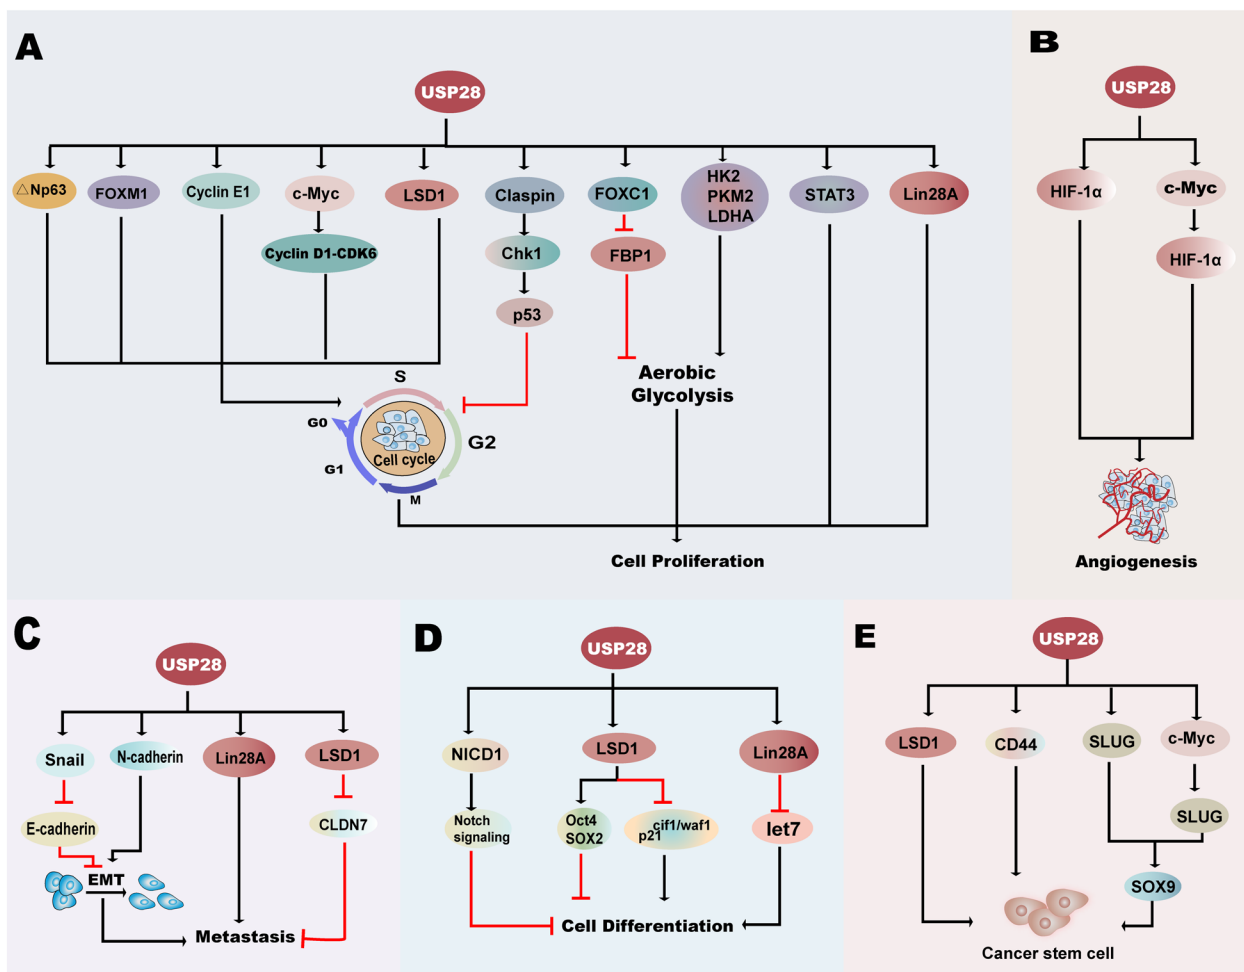 A
USP28
△Np63
FOXM1
Cyclin E1
c-Myc
LSD1
Claspin
FOXC1
HK2
PKM2
LDHA
STAT3
Lin28A
Cyclin D1-CDK6
Chk1
FBP1
p53
Aerobic
Glycolysis
S
G0
G2
G1
Cell cycle
M
Cell Proliferation
B
USP28
HIF-1α
c-Myc
HIF-1α
Angiogenesis
C
USP28
Snail
N-cadherin
Lin28A
LSD1
E-cadherin
CLDN7
EMT
Metastasis
D
USP28
NICD1
LSD1
Lin28A
Notch
signaling
Oct4
SOX2
p21cif1/waf1
let7
Cell Differentiation
E
USP28
LSD1
CD44
SLUG
c-Myc
SLUG
SOX9
Cancer stem cell